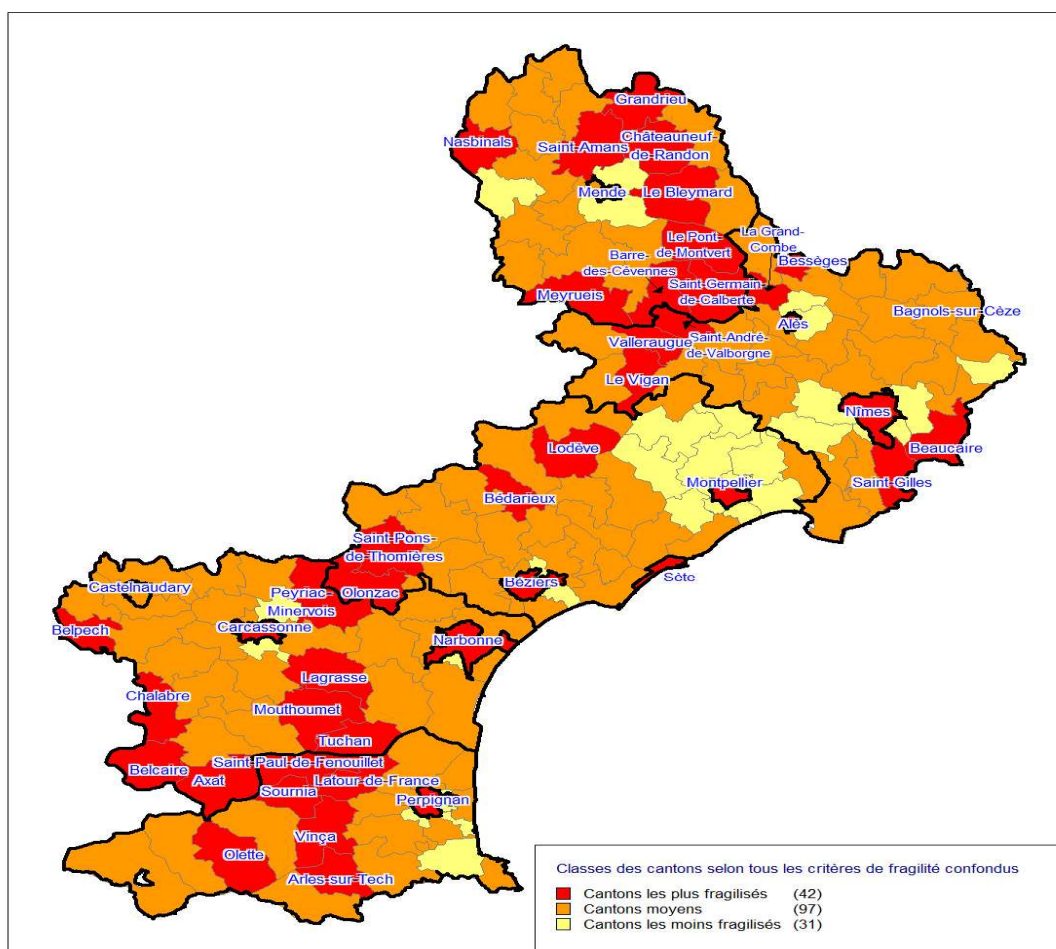 Grandrieu
Nasbinals
Châteauneuf-
de-Randon
Saint-Amans
Mende
Le Bleymard
La Grand-
Combe
Le Pont-
de-Montvert
Barre-
des-Cévennes
Bessèges
Saint-Germain-
de-Calberte
Meyrueis
Bagnols-sur-Cèze
Alès
Valleraugue
Saint-André-
de-Valborgne
Le Vigan
Nîmes
Beaucaire
Lodève
Saint-Gilles
Montpellier
Bédarieux
Saint-Pons-
de-Thomières
Sète
Béziers
Castelnaudary
Peyriac-
Minervois
Olonzac
Belpech
Carcassonne
Narbonne
Lagrasse
Chalabre
Mouthoumet
Tuchan
Belcaire
Saint-Paul-de-Fenouillet
Axat
Latour-de-France
Sournia
Perpignan
Vinça
Olette
Arles-sur-Tech
Classes des cantons selon tous les critères de fragilité confondus
Cantons les plus fragilisés (42)
Cantons moyens (97)
Cantons les moins fragilisés (31)